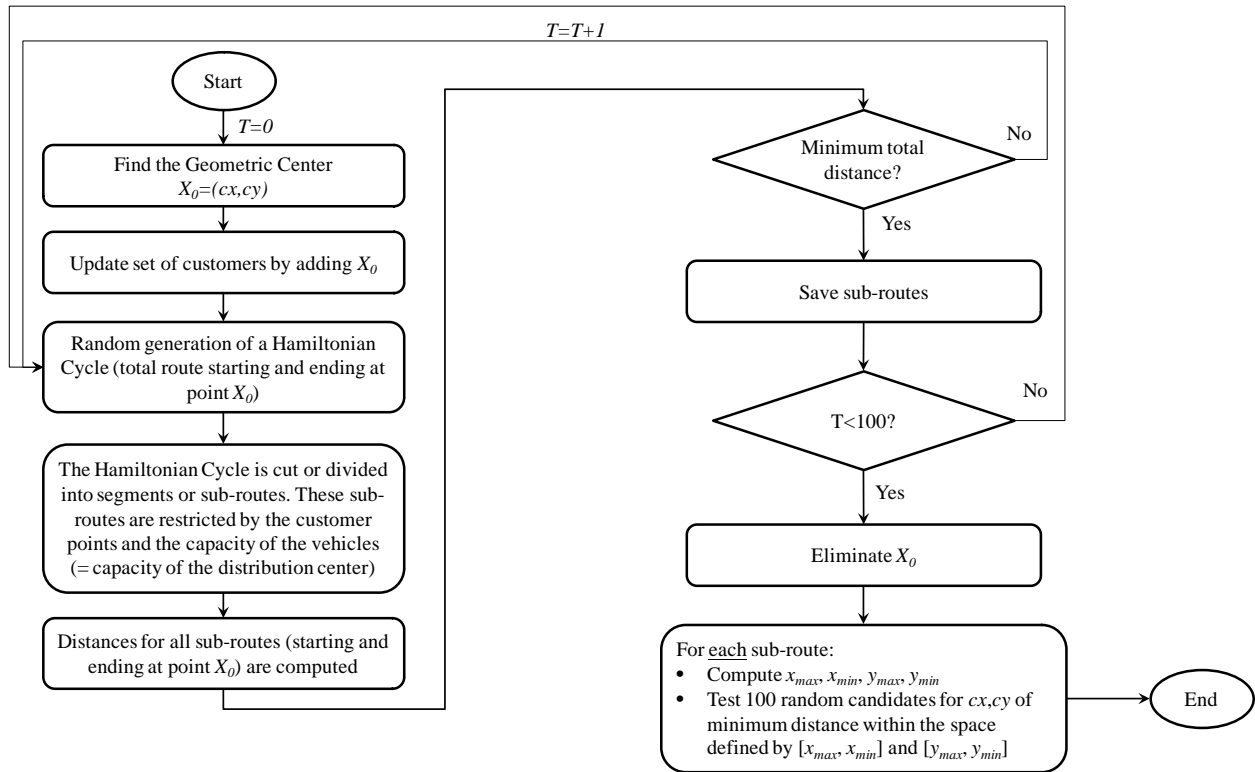 T=T+1
Start
T=0
Find the Geometric Center
X₀=(cx,cy)
Update set of customers by adding X₀
Random generation of a Hamiltonian
Cycle (total route starting and ending at
point X₀)
The Hamiltonian Cycle is cut or divided
into segments or sub-routes. These sub-
routes are restricted by the customer
points and the capacity of the vehicles
(= capacity of the distribution center)
Distances for all sub-routes (starting and
ending at point X₀) are computed
Minimum total
distance?
No
Yes
Save sub-routes
T<100?
No
Yes
Eliminate X₀
For each sub-route:
• Compute xmax, xmin, ymax, ymin
• Test 100 random candidates for cx,cy of
minimum distance within the space
defined by [xmax, xmin] and [ymax, ymin]
End